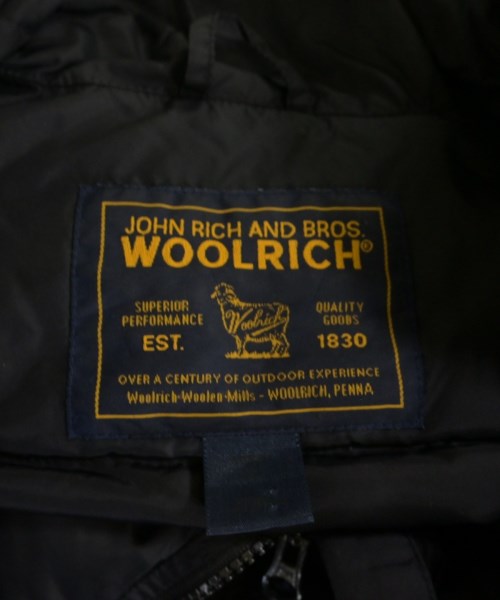 JOHN RICH AND BROS.
WOOLRICH®
SUPERIOR
PERFORMANCE
EST.
Woolrich
QUALITY
GOODS
1830
OVER A CENTURY OF OUTDOOR EXPERIENCE
Woolrich-Woolen-Mills - WOOLRICH, PENNA